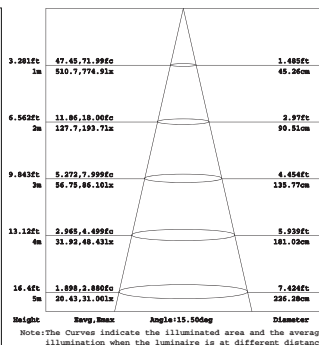 3.281ft 47.45,71.99fc 1.485ft
1m 510.7,774.9lx 45.26cm
6.562ft 11.86,18.00fc 2.97ft
2m 127.7,193.7lx 90.51cm
9.843ft 5.272,7.999fc 4.454ft
3m 56.75,86.10lx 135.77cm
13.12ft 2.965,4.499fc 5.939ft
4m 31.92,48.43lx 181.02cm
16.4ft 1.898,2.880fc 7.424ft
5m 20.43,31.00lx 226.28cm
Height Eavg,Emax Angle:15.50deg Diameter
Note:The Curves indicate the illuminated area and the averag
illumination when the luminaire is at different distanc